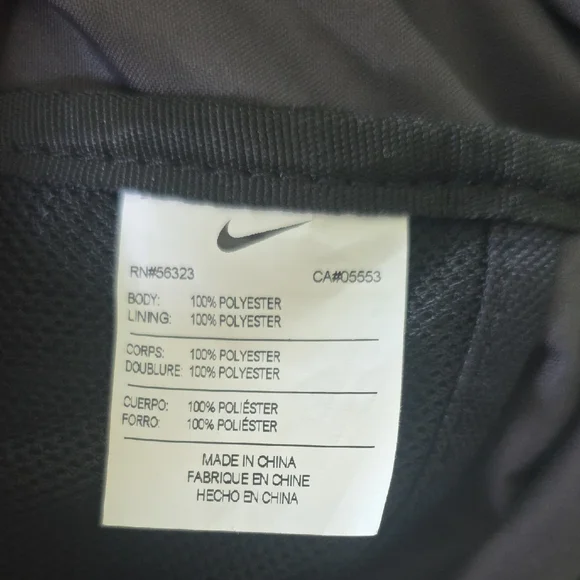 RN#56323 CA#05553
BODY: 100% POLYESTER
LINING: 100% POLYESTER
CORPS: 100% POLYESTER
DOUBLURE: 100% POLYESTER
CUERPO: 100% POLIÉSTER
FORRO: 100% POLIÉSTER
MADE IN CHINA
FABRIQUE EN CHINE
HECHO EN CHINA